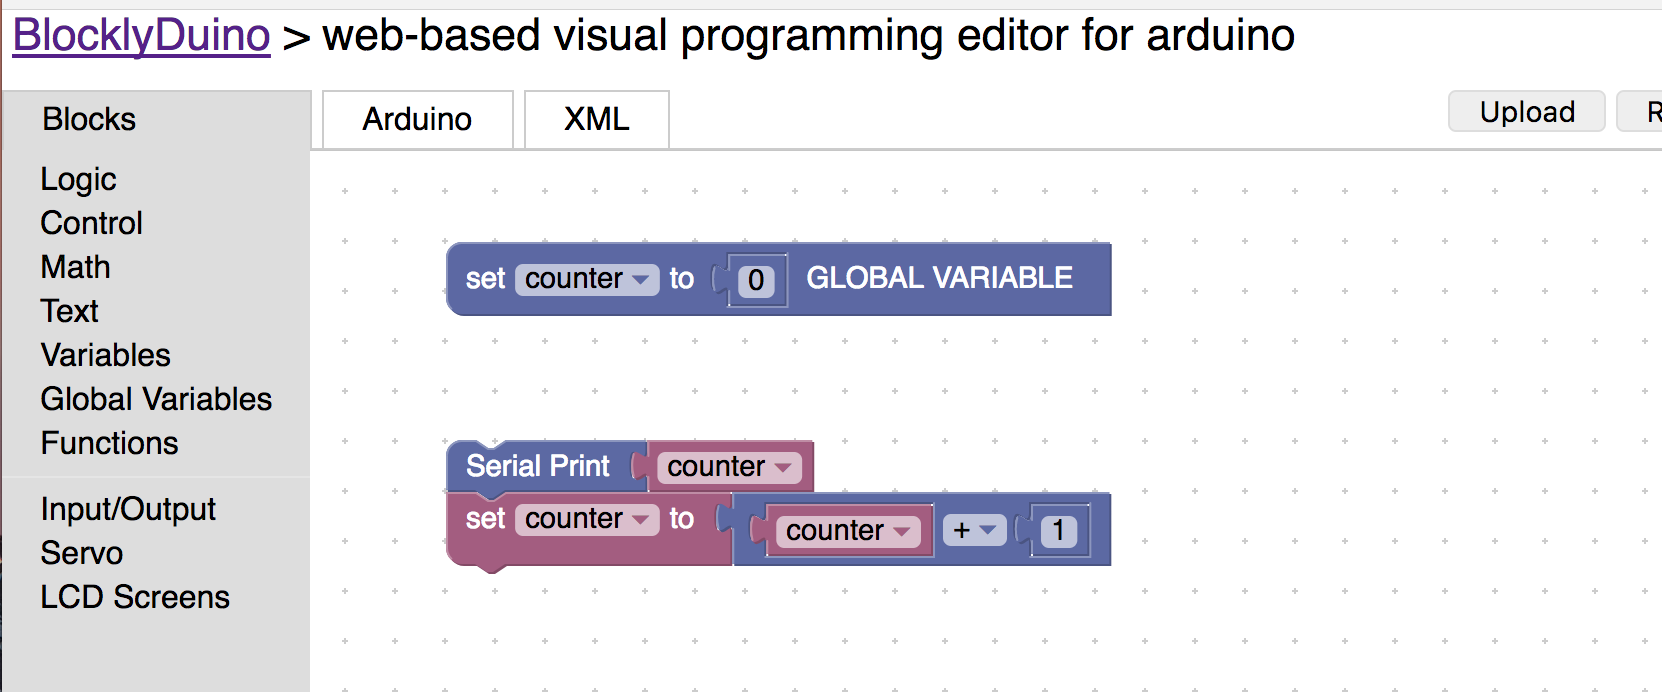 BlocklyDuino > web-based visual programming editor for arduino
Blocks
Arduino
XML
Upload
R
Logic
Control
Math
Text
Variables
Global Variables
Functions
Input/Output
Servo
LCD Screens
set counter to 0 GLOBAL VARIABLE
Serial Print counter
set counter to counter + 1